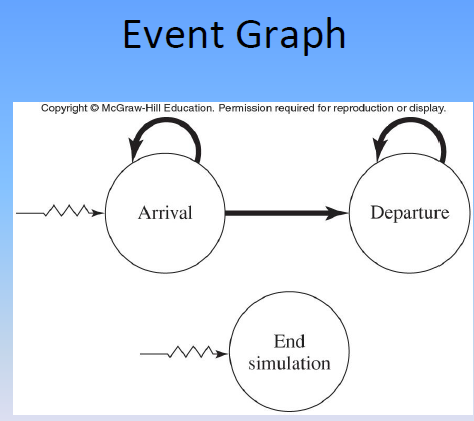 Event Graph
Copyright © McGraw-Hill Education. Permission required for reproduction or display.
Arrival
Departure
End
simulation